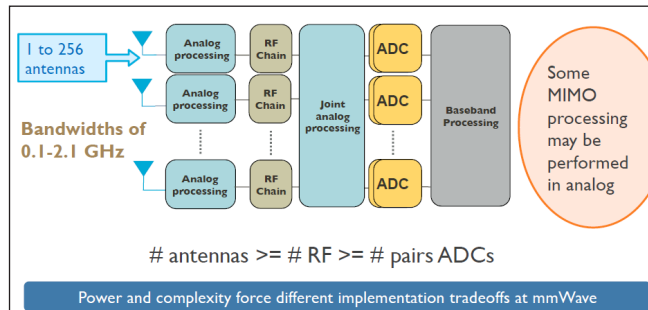 1 to 256
antennas
Analog
processing
RF
Chain
ADC
Analog
processing
RF
Chain
Joint
analog
processing
ADC
Baseband
Processing
Bandwidths of
0.1-2.1 GHz
Analog
processing
RF
Chain
ADC
Some
MIMO
processing
may be
performed
in analog
# antennas >= # RF >= # pairs ADCs
Power and complexity force different implementation tradeoffs at mmWave